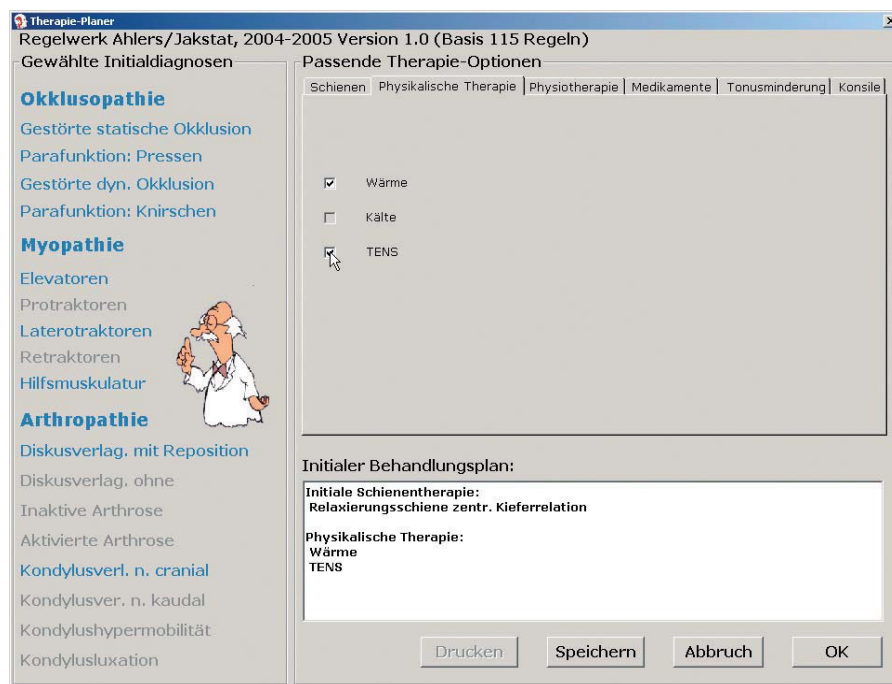 Therapie-Planer
Regelwerk Ahlers/Jakstat, 2004-2005 Version 1.0 (Basis 115 Regeln)
Gewählte Initialdiagnosen
Okklusopathie
Gestörte statische Okklusion
Parafunktion: Pressen
Gestörte dyn. Okklusion
Parafunktion: Knirschen
Myopathie
Elevatoren
Protraktoren
Laterotraktoren
Retraktoren
Hilfsmuskulatur
Arthropathie
Diskusverlag. mit Reposition
Diskusverlag. ohne
Inaktive Arthrose
Aktivierte Arthrose
Kondylusverl. n. cranial
Kondylusver. n. kaudal
Kondylushypermobilität
Kondylusluxation
Passende Therapie-Optionen
Schienen Physikalische Therapie Physiotherapie Medikamente Tonusminderung Konsile
Wärme
Kälte
TENS
Initialer Behandlungsplan:
Initiale Schienentherapie:
Relaxierungsschiene zentr. Kieferrelation
Physikalische Therapie:
Wärme
TENS
Drucken Speichern Abbruch OK